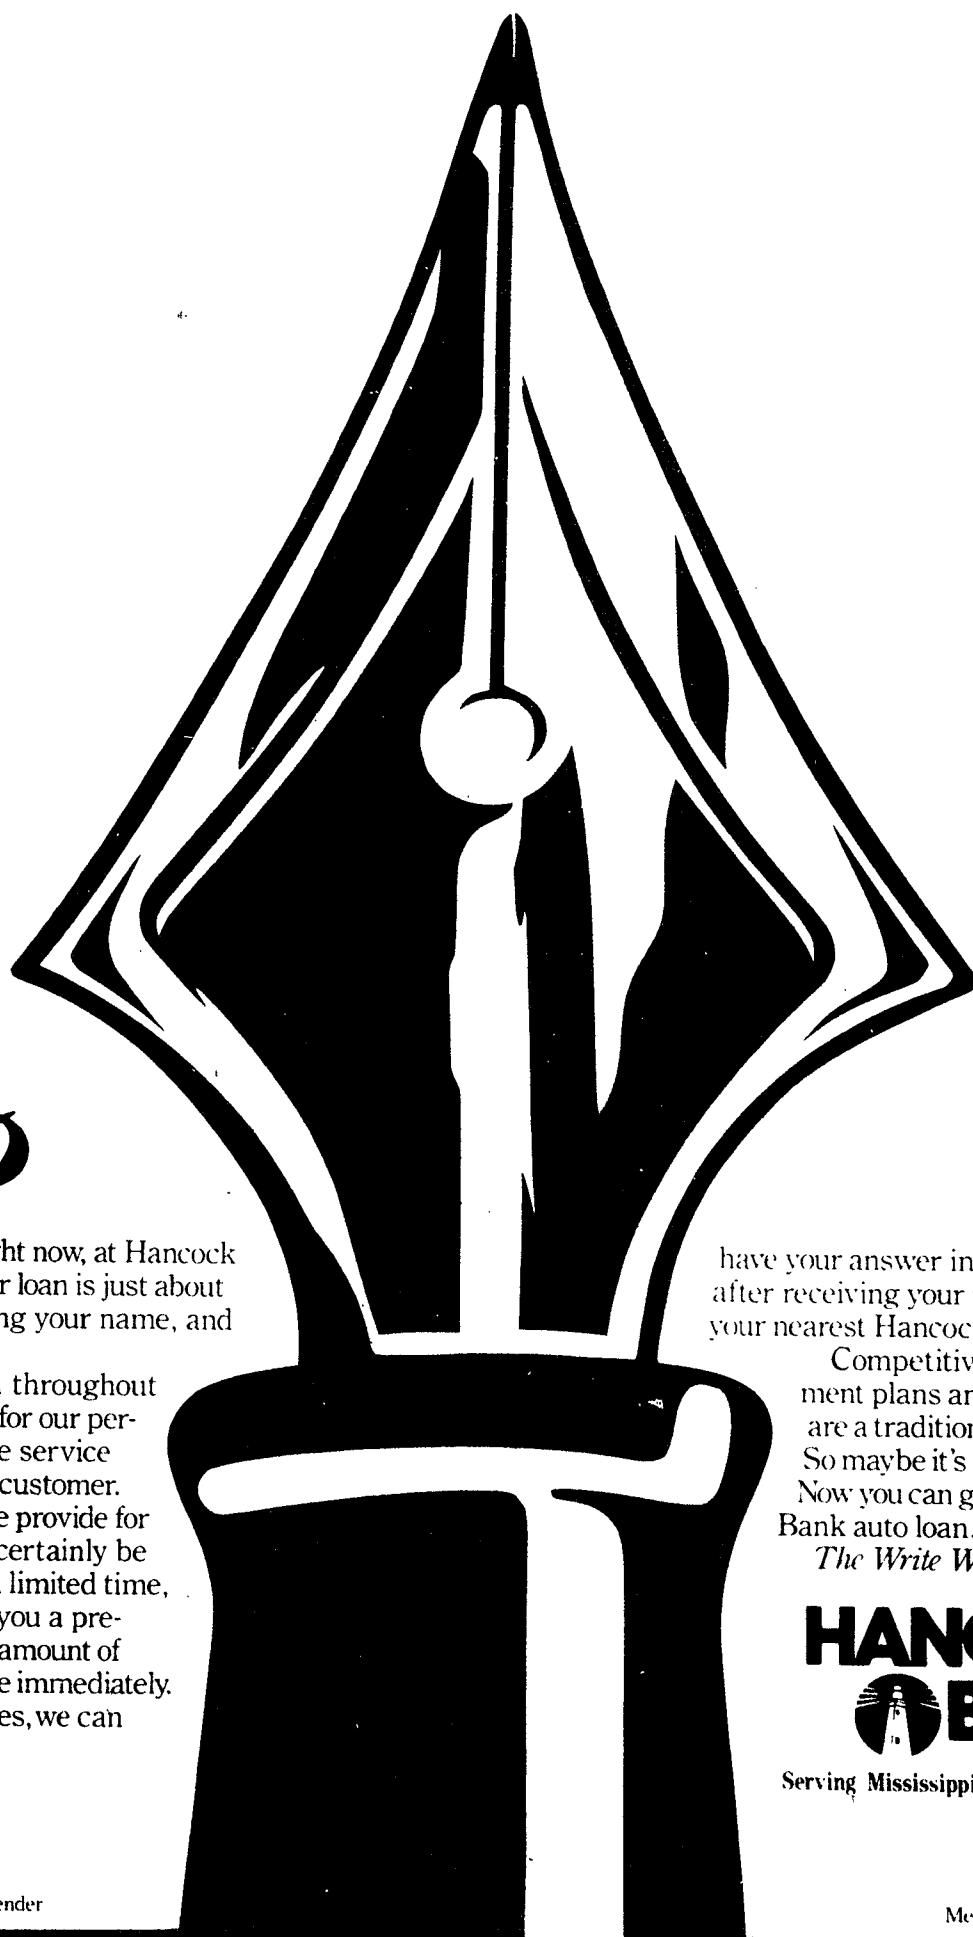 ht now, at Hancock
r loan is just about
ng your name, and
throughout
for our per-
e service
customer.
e provide for
certainly be
limited time,
you a pre-
amount of
e immediately.
es, we can
ender
have your answer in
after receiving your
your nearest Hancoc
Competitiv
ment plans ar
are a tradition
So maybe it's
Now you can g
Bank auto loan.
The Write W
HANC
B
Serving Mississippi
Me